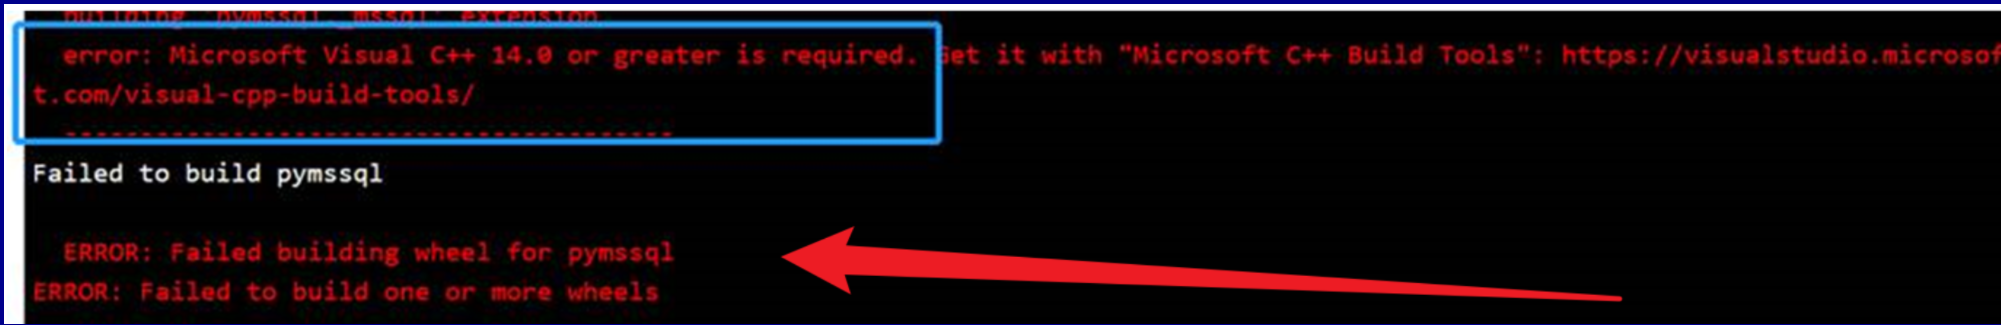 building 'pymssql._mssql' extension
error: Microsoft Visual C++ 14.0 or greater is required. Get it with "Microsoft C++ Build Tools": https://visualstudio.microsof
t.com/visual-cpp-build-tools/
----------------------------------------
Failed to build pymssql
ERROR: Failed building wheel for pymssql
ERROR: Failed to build one or more wheels